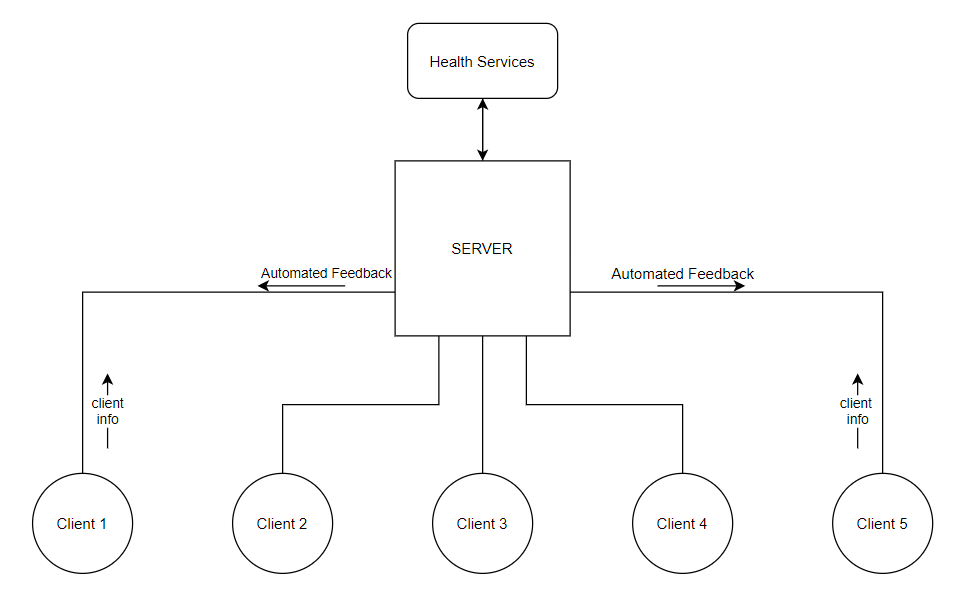 Health Services
SERVER
Automated Feedback
Automated Feedback
client
info
client
info
Client 1
Client 2
Client 3
Client 4
Client 5